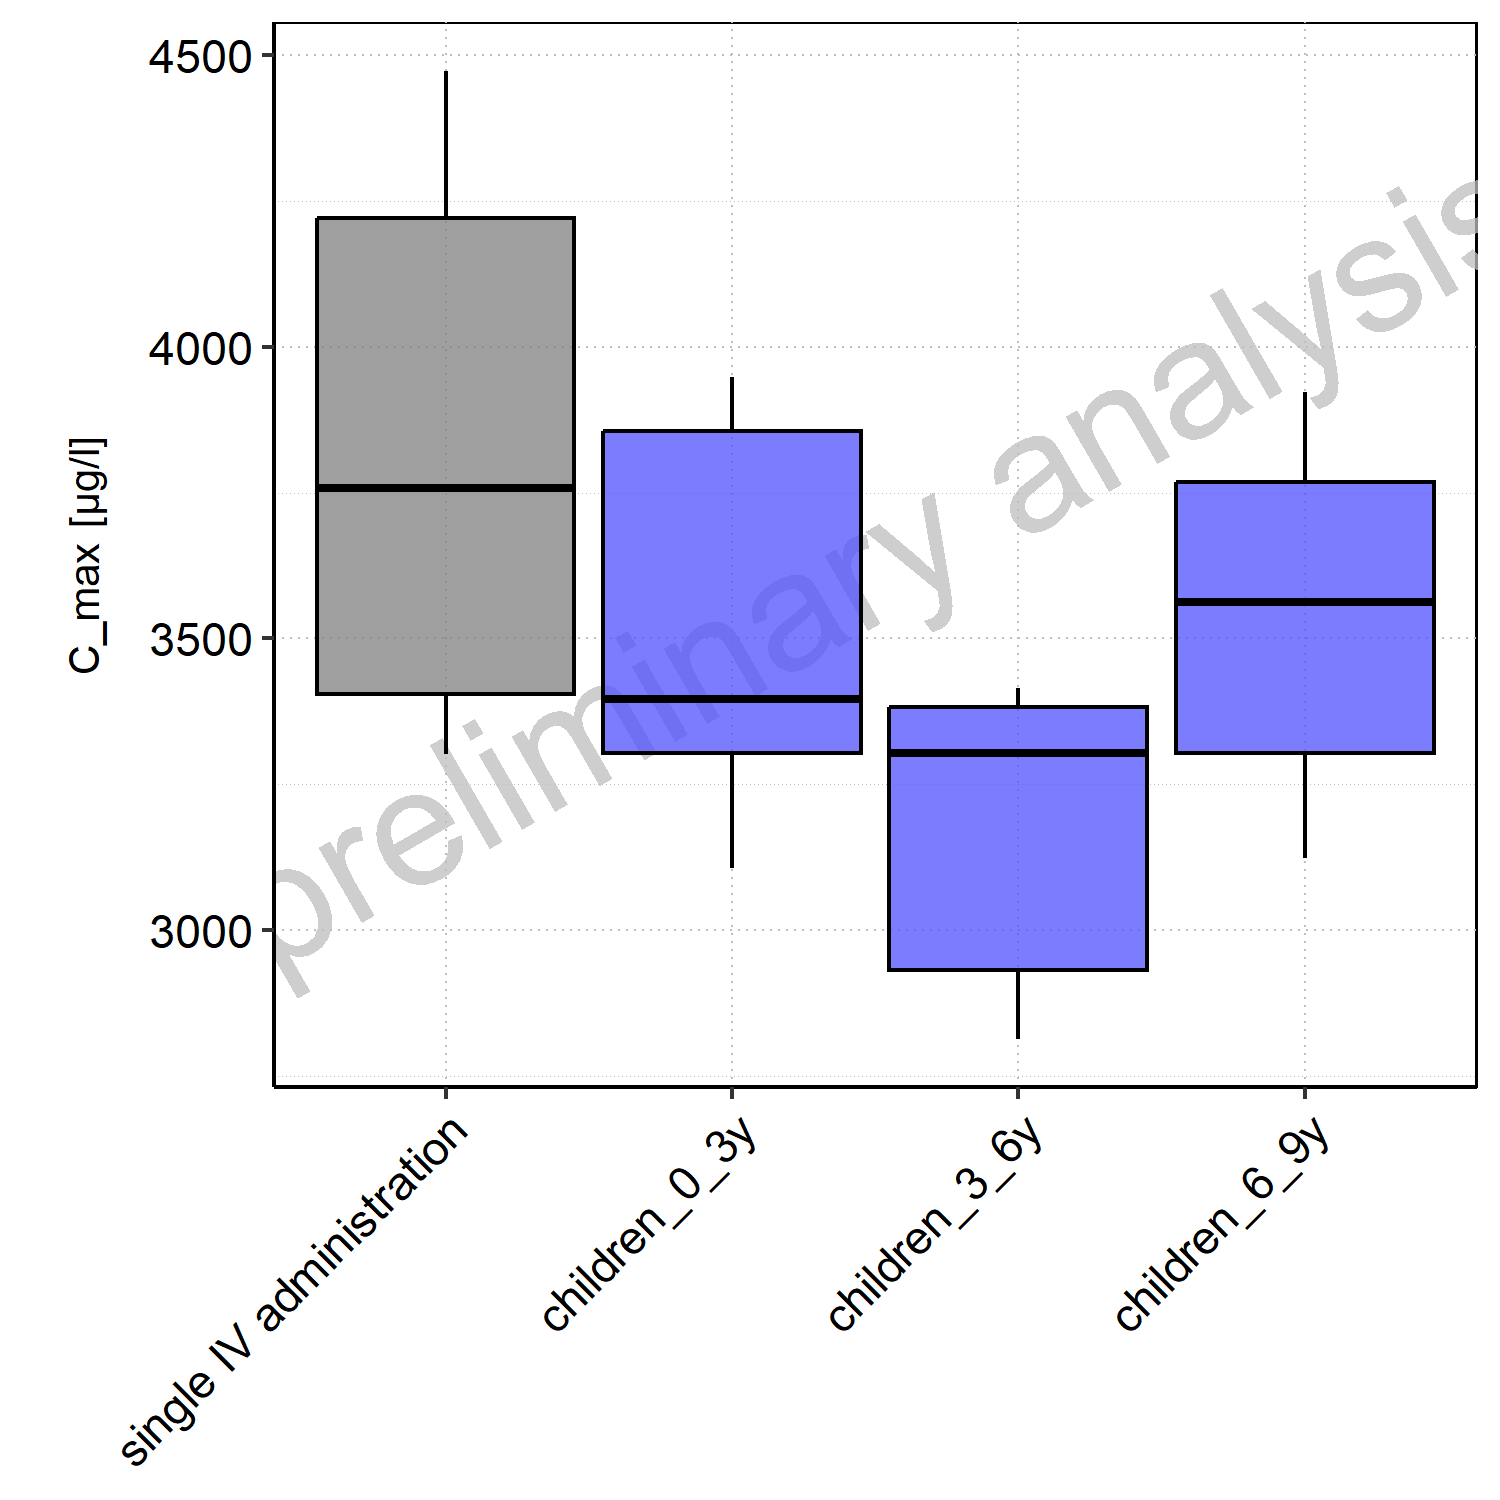 4500
4000
3500
3000
C_max [µg/l]
preliminary analysis
single IV administration
children_0_3y
children_3_6y
children_6_9y